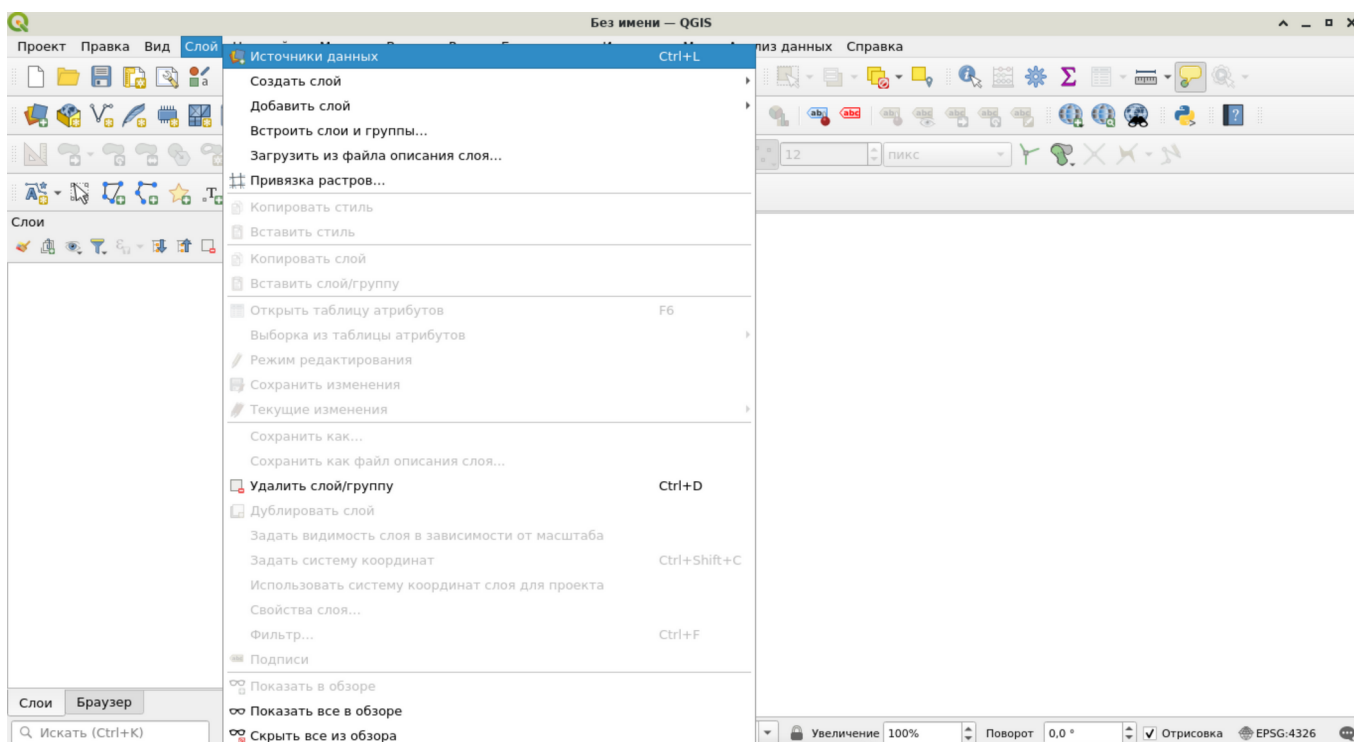 Без имени — QGIS
Проект Правка Вид Слой лиз данных Справка
Источники данных Ctrl+L
Создать слой
Добавить слой
Встроить слои и группы...
Загрузить из файла описания слоя...
12 пикс
Привязка растров...
Копировать стиль
Слои
Вставить стиль
Копировать слой
Вставить слой/группу
Открыть таблицу атрибутов F6
Выборка из таблицы атрибутов
Режим редактирования
Сохранить изменения
Текущие изменения
Сохранить как...
Сохранить как файл описания слоя...
Удалить слой/группу Ctrl+D
Дублировать слой
Задать видимость слоя в зависимости от масштаба
Задать систему координат Ctrl+Shift+C
Использовать систему координат слоя для проекта
Свойства слоя...
Фильтр... Ctrl+F
Подписи
Показать в обзоре
Слои Браузер
Показать все в обзоре
Скрыть все из обзора
Искать (Ctrl+K) Увеличение 100% Поворот 0,0 ° Отрисовка EPSG:4326